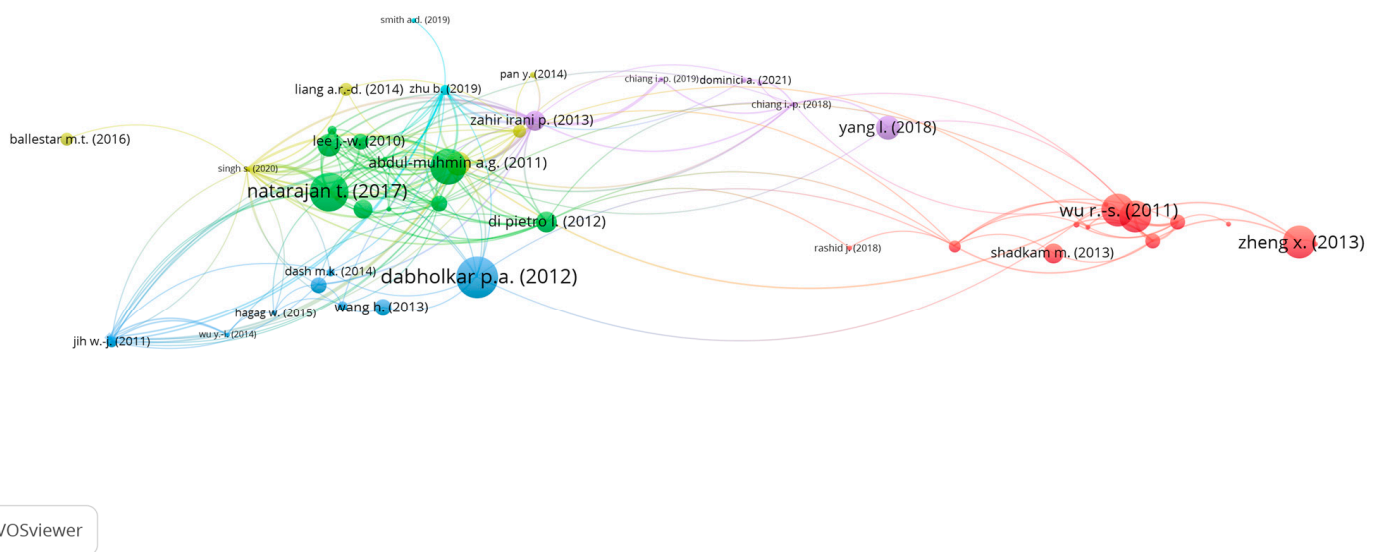 smith a.d. (2019)
liang a.r.-d. (2014)
zhu b. (2019)
pan y. (2014)
chiang i.-p. (2019)
dominici a. (2021)
chiang i.-p. (2018)
ballestar m.t. (2016)
lee j.-w. (2010)
zahir irani p. (2013)
yang l. (2018)
singh s. (2020)
abdul-muhmin a.g. (2011)
natarajan t. (2017)
di pietro l. (2012)
wu r.-s. (2011)
rashid j. (2018)
shadkam m. (2013)
zheng x. (2013)
dash m.k. (2014)
dabholkar p.a. (2012)
hagag w. (2015)
wang h. (2013)
jih w.-j. (2011)
wu y.-l. (2014)
VOSviewer